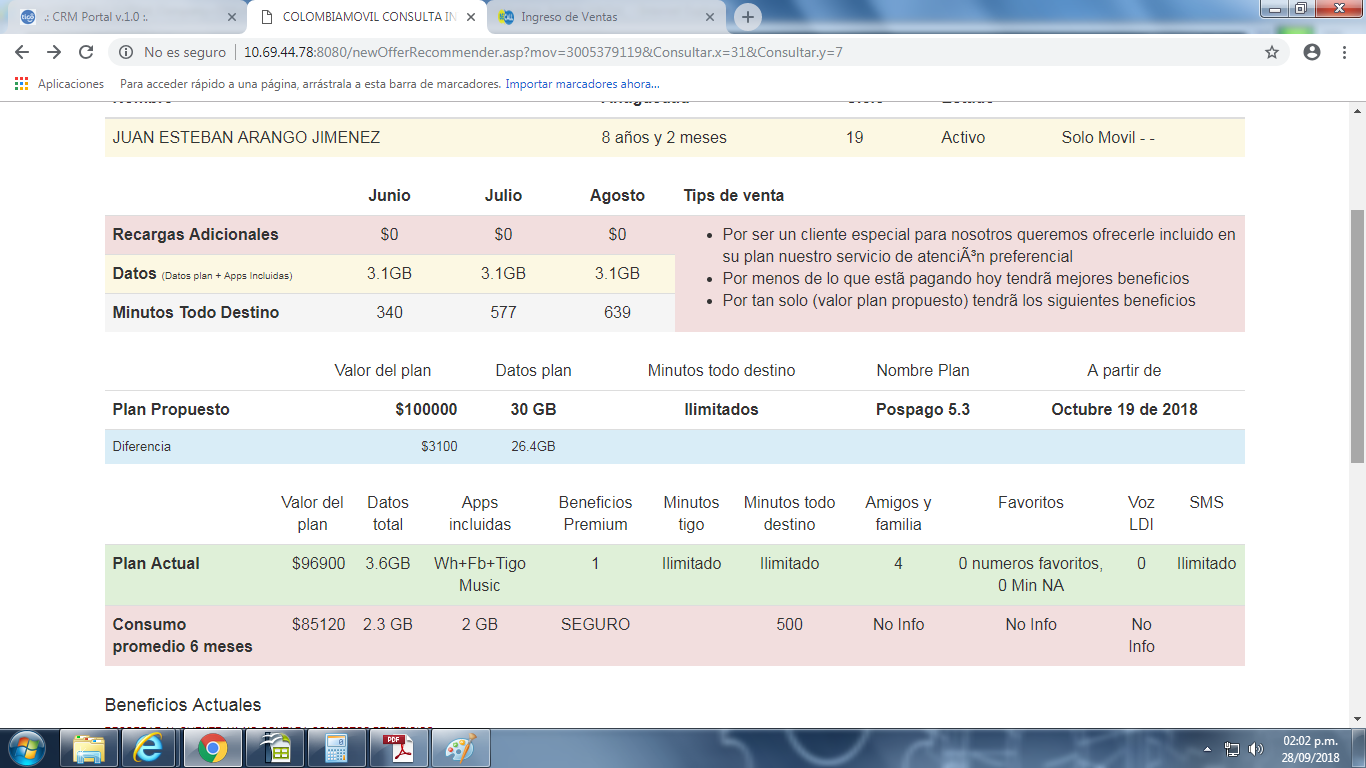 .: CRM Portal v.1.0 :.
COLOMBIAMOVIL CONSULTA IN
Ingreso de Ventas
No es seguro | 10.69.44.78:8080/newOfferRecommender.asp?mov=3005379119&Consultar.x=31&Consultar.y=7
Aplicaciones Para acceder rápido a una página, arrástrala a esta barra de marcadores. Importar marcadores ahora...
JUAN ESTEBAN ARANGO JIMENEZ 8 años y 2 meses 19 Activo Solo Movil - -
Junio Julio Agosto Tips de venta
Recargas Adicionales $0 $0 $0
Datos (Datos plan + Apps Incluidas) 3.1GB 3.1GB 3.1GB
Minutos Todo Destino 340 577 639
• Por ser un cliente especial para nosotros queremos ofrecerle incluido en
su plan nuestro servicio de atenciÃ³n preferencial
• Por menos de lo que estã pagando hoy tendrã mejores beneficios
• Por tan solo (valor plan propuesto) tendrã los siguientes beneficios
Valor del plan Datos plan Minutos todo destino Nombre Plan A partir de
Plan Propuesto $100000 30 GB Ilimitados Pospago 5.3 Octubre 19 de 2018
Diferencia $3100 26.4GB
Valor del Datos Apps Beneficios Minutos Minutos todo Amigos y Favoritos Voz SMS
plan total incluidas Premium tigo destino familia LDI
Plan Actual $96900 3.6GB Wh+Fb+Tigo 1 Ilimitado Ilimitado 4 0 numeros favoritos, 0 Ilimitado
Music 0 Min NA
Consumo $85120 2.3 GB 2 GB SEGURO 500 No Info No Info No
promedio 6 meses Info
Beneficios Actuales
02:02 p.m.
28/09/2018